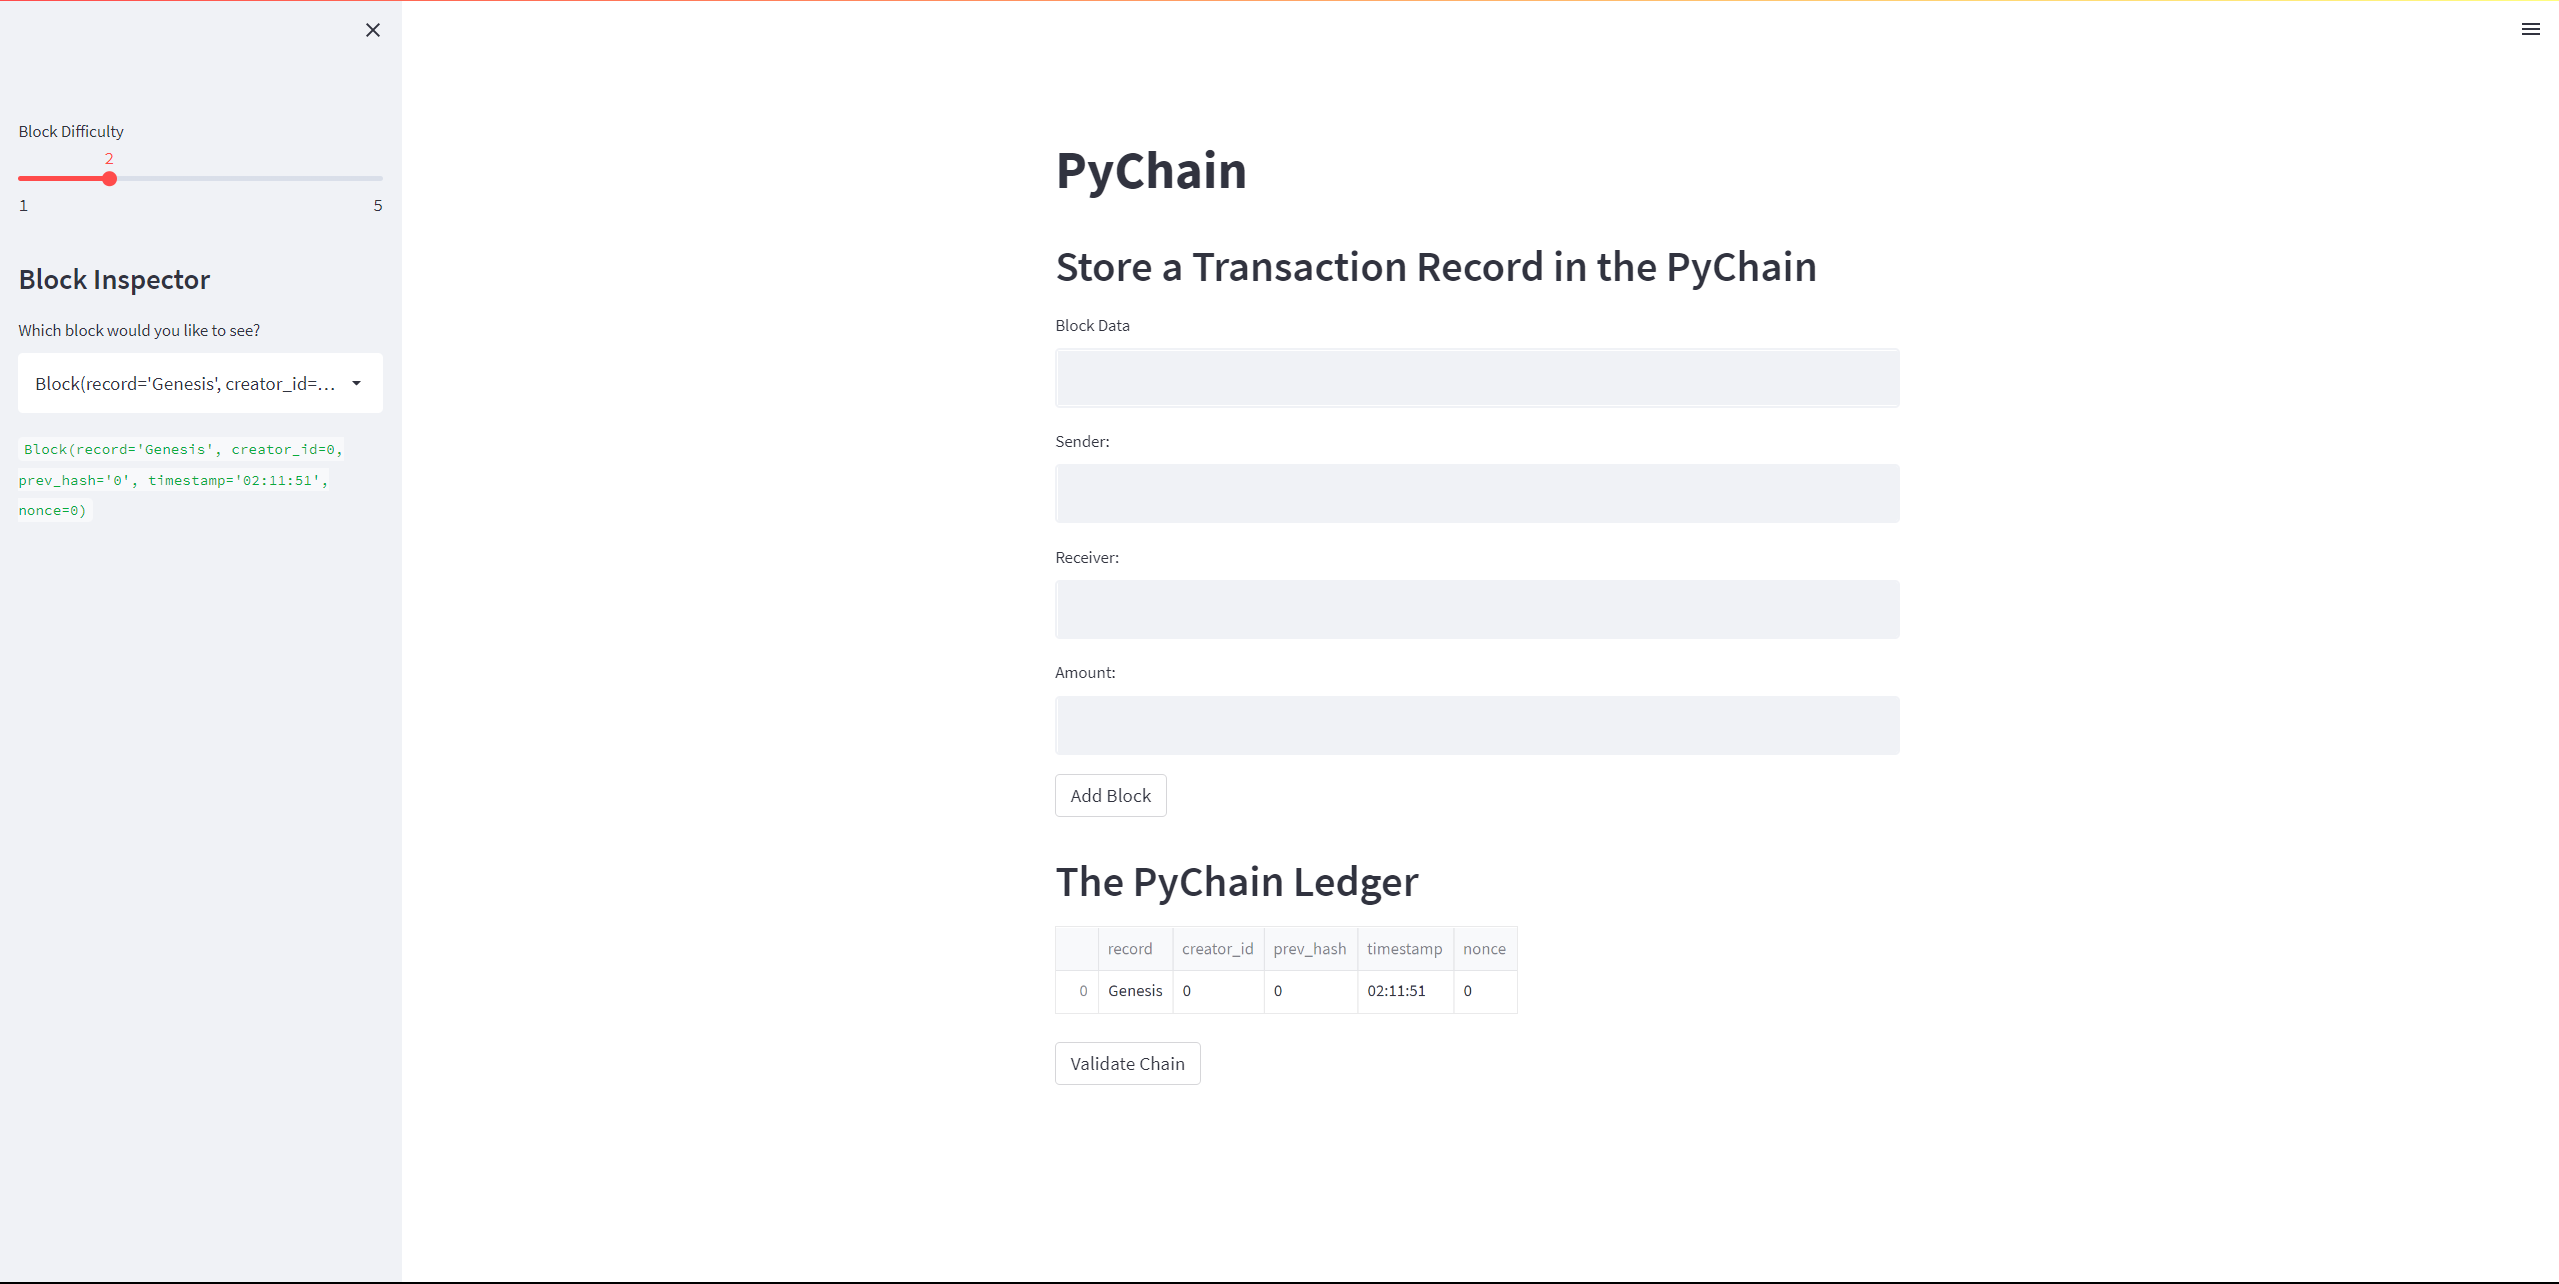 Block Difficulty
2
1 5
Block Inspector
Which block would you like to see?
Block(record='Genesis', creator_id=...
Block(record='Genesis', creator_id=0,
prev_hash='0', timestamp='02:11:51',
nonce=0)
PyChain
Store a Transaction Record in the PyChain
Block Data
Sender:
Receiver:
Amount:
Add Block
The PyChain Ledger
record creator_id prev_hash timestamp nonce
0 Genesis 0 0 02:11:51 0
Validate Chain